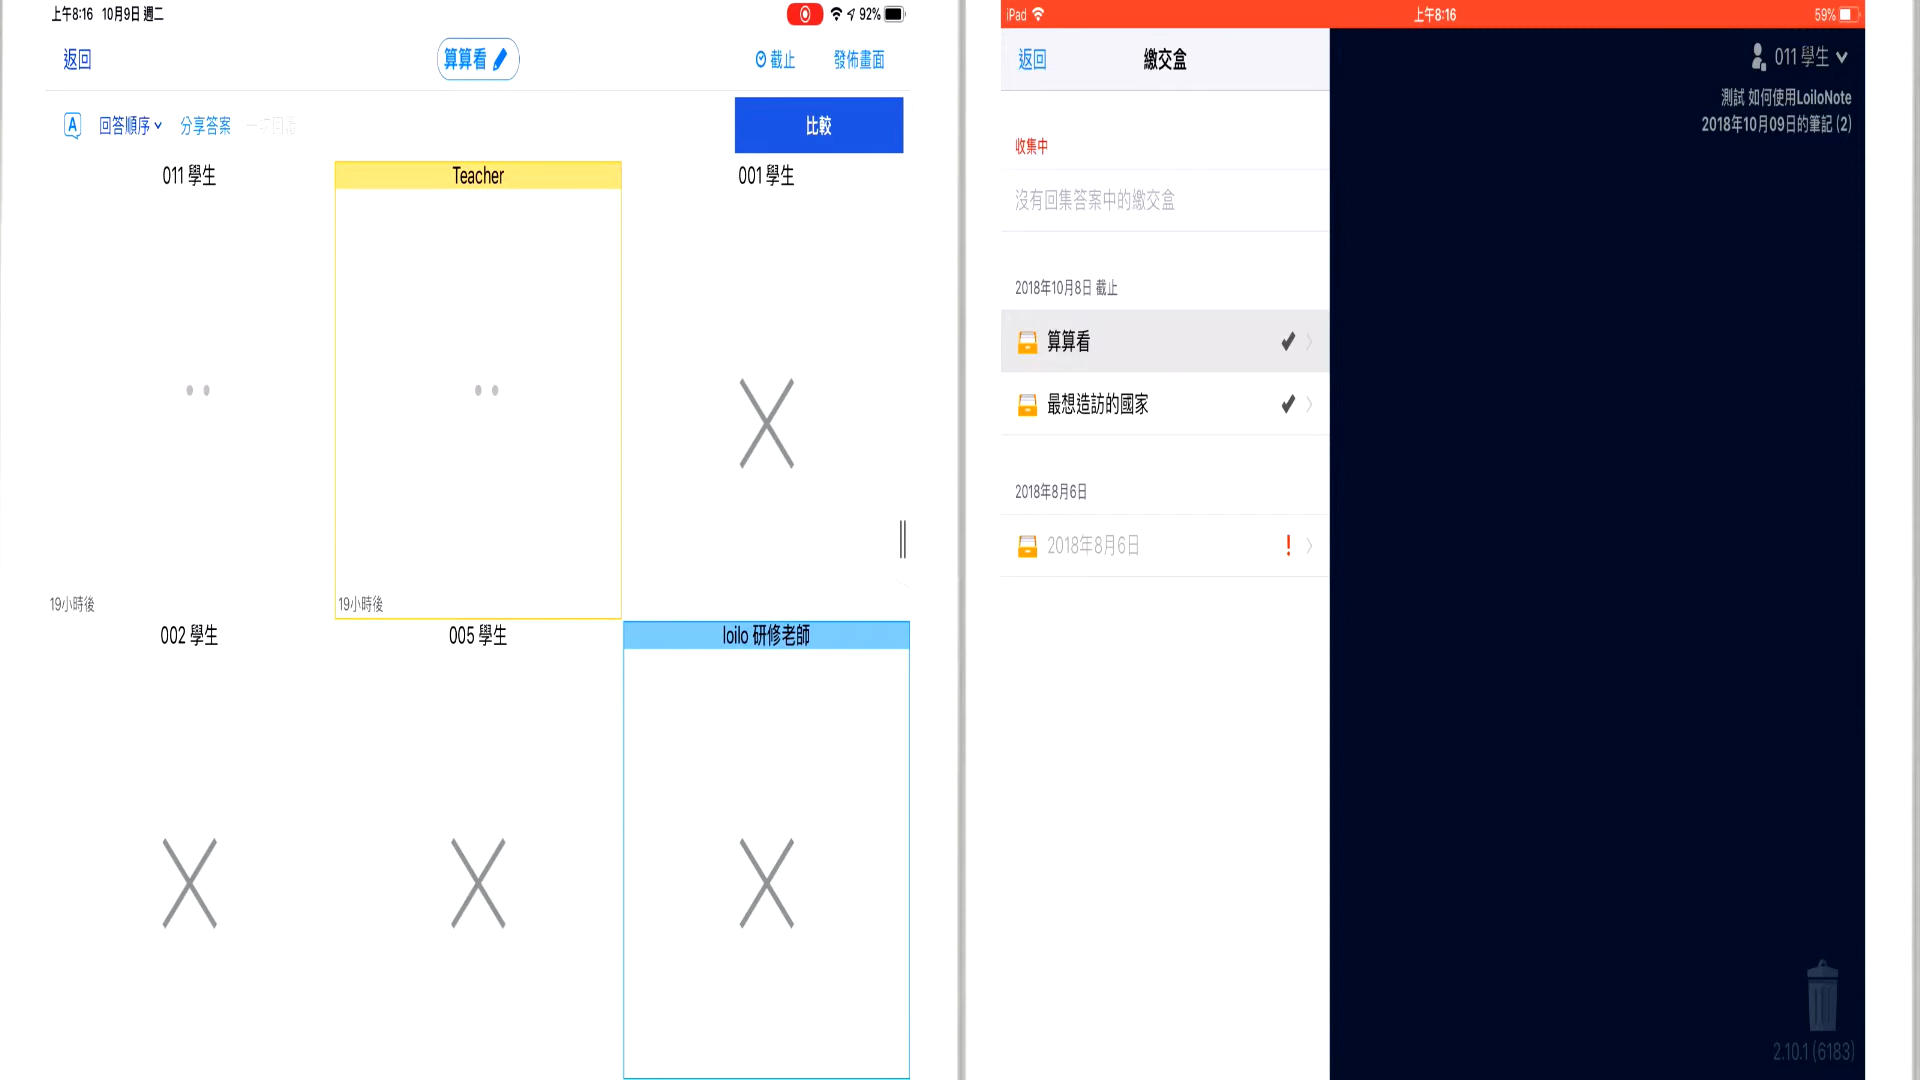 上午8:16 10月9日 週二
92%
返回
算算看
截止
發佈畫面
A
回答順序
分享答案
比較
011 學生
Teacher
001 學生
19小時後
19小時後
002 學生
005 學生
loilo 研修老師
iPad
上午8:16
59%
返回
繳交盒
011 學生
測試 如何使用LoiloNote
2018年10月09日的筆記 (2)
收集中
沒有回集答案中的繳交盒
2018年10月8日 截止
算算看
最想造訪的國家
2018年8月6日
2018年8月6日
!
2.10.1 (6183)